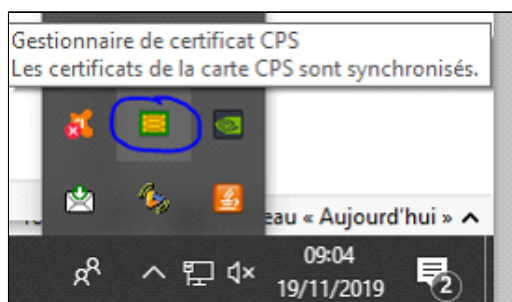 Gestionnaire de certificat CPS
Les certificats de la carte CPS sont synchronisés.
eau « Aujourd'hui »
09:04
19/11/2019
2